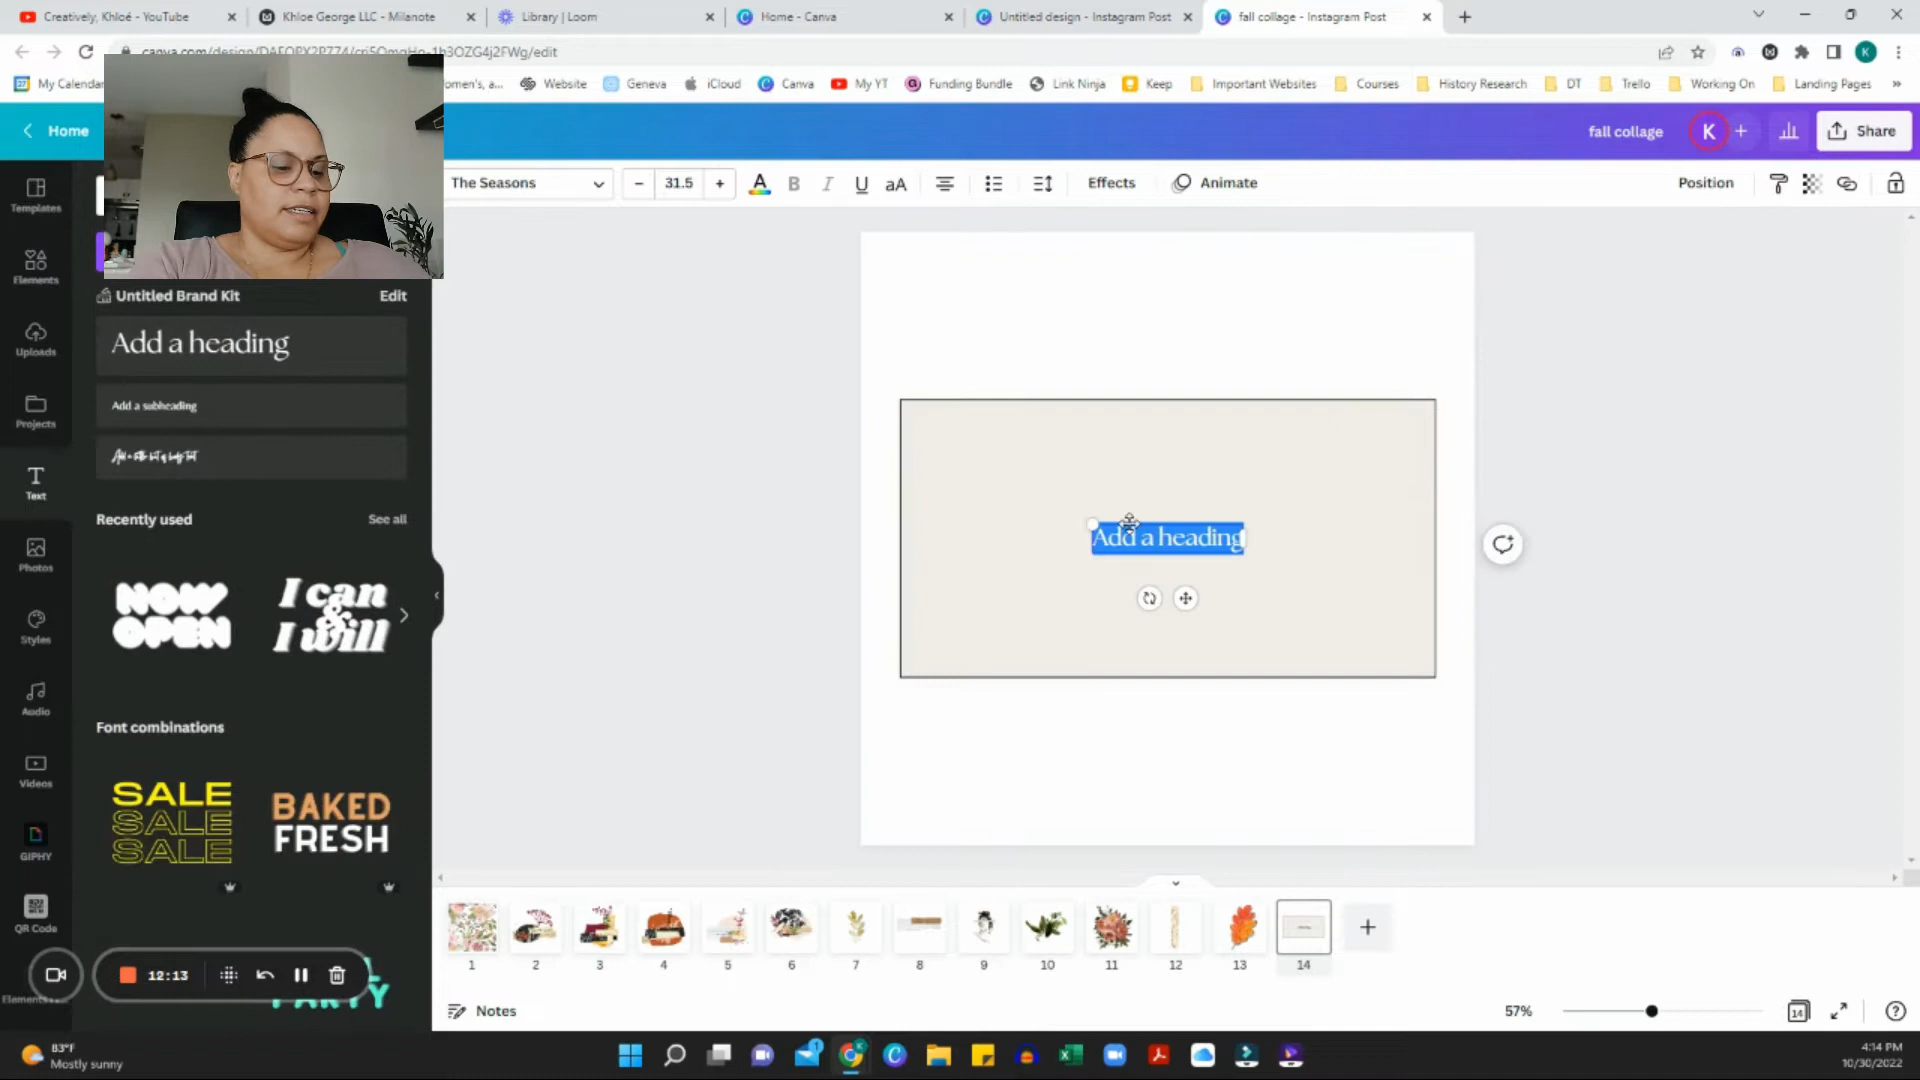 Creatively, Khloé - YouTube
Khloe George LLC - Milanote
Library | Loom
Home - Canva
Untitled design - Instagram Post
fall collage - Instagram Post
My Calenda
omen's, a...
Website
Geneva
iCloud
Canva
My YT
Funding Bundle
Link Ninja
Keep
Important Websites
Courses
History Research
DT
Trello
Working On
Landing Pages
Home
fall collage
K
Share
The Seasons
31.5
A
B
I
U
aA
Effects
Animate
Position
Templates
Elements
Uploads
Projects
Text
Photos
Styles
Audio
Videos
GIPHY
QR Code
Untitled Brand Kit
Edit
Add a heading
Add a subheading
Recently used
See all
NOW
OPEN
I can
&
I will
Font combinations
SALE
SALE
SALE
BAKED
FRESH
PARTY
12:13
Add a heading
1
2
3
4
5
6
7
8
9
10
11
12
13
14
Notes
57%
14
83°F
Mostly sunny
4:14 PM
10/30/2022